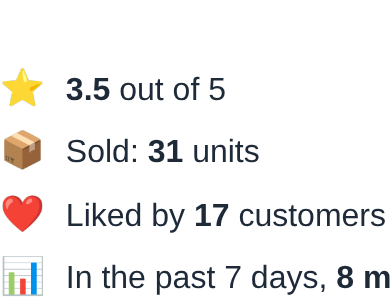 3.5 out of 5
Sold: 31 units
Liked by 17 customers
In the past 7 days, 8